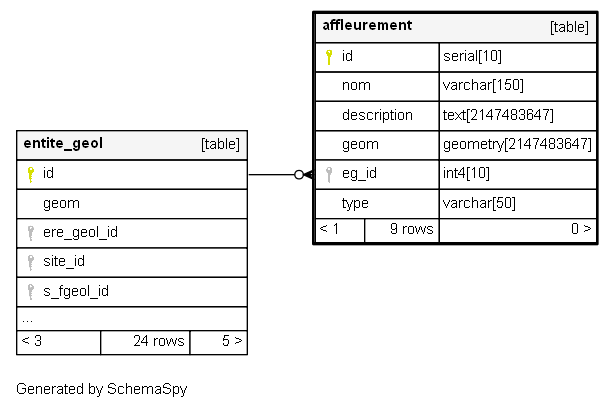 affleurement [table]
id serial[10]
nom varchar[150]
description text[2147483647]
geom geometry[2147483647]
eg_id int4[10]
type varchar[50]
< 1 9 rows 0 >
entite_geol [table]
id
geom
ere_geol_id
site_id
s_fgeol_id
...
< 3 24 rows 5 >
Generated by SchemaSpy